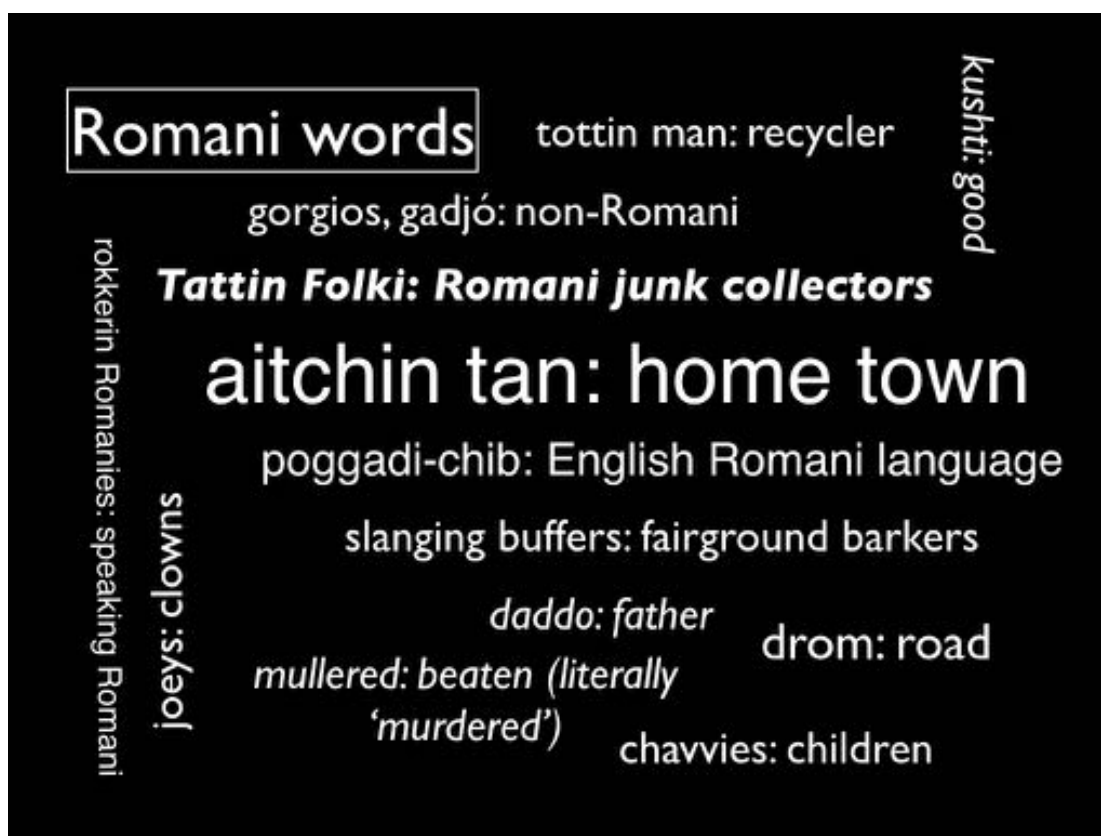 Romani words
tottin man: recycler
kushti: good
gorgios, gadjó: non-Romani
Tattin Folki: Romani junk collectors
rokkerin Romanies: speaking Romani
aitchin tan: home town
poggadi-chib: English Romani language
joeys: clowns
slanging buffers: fairground barkers
daddo: father
drom: road
mullered: beaten (literally
‘murdered’)
chavvies: children